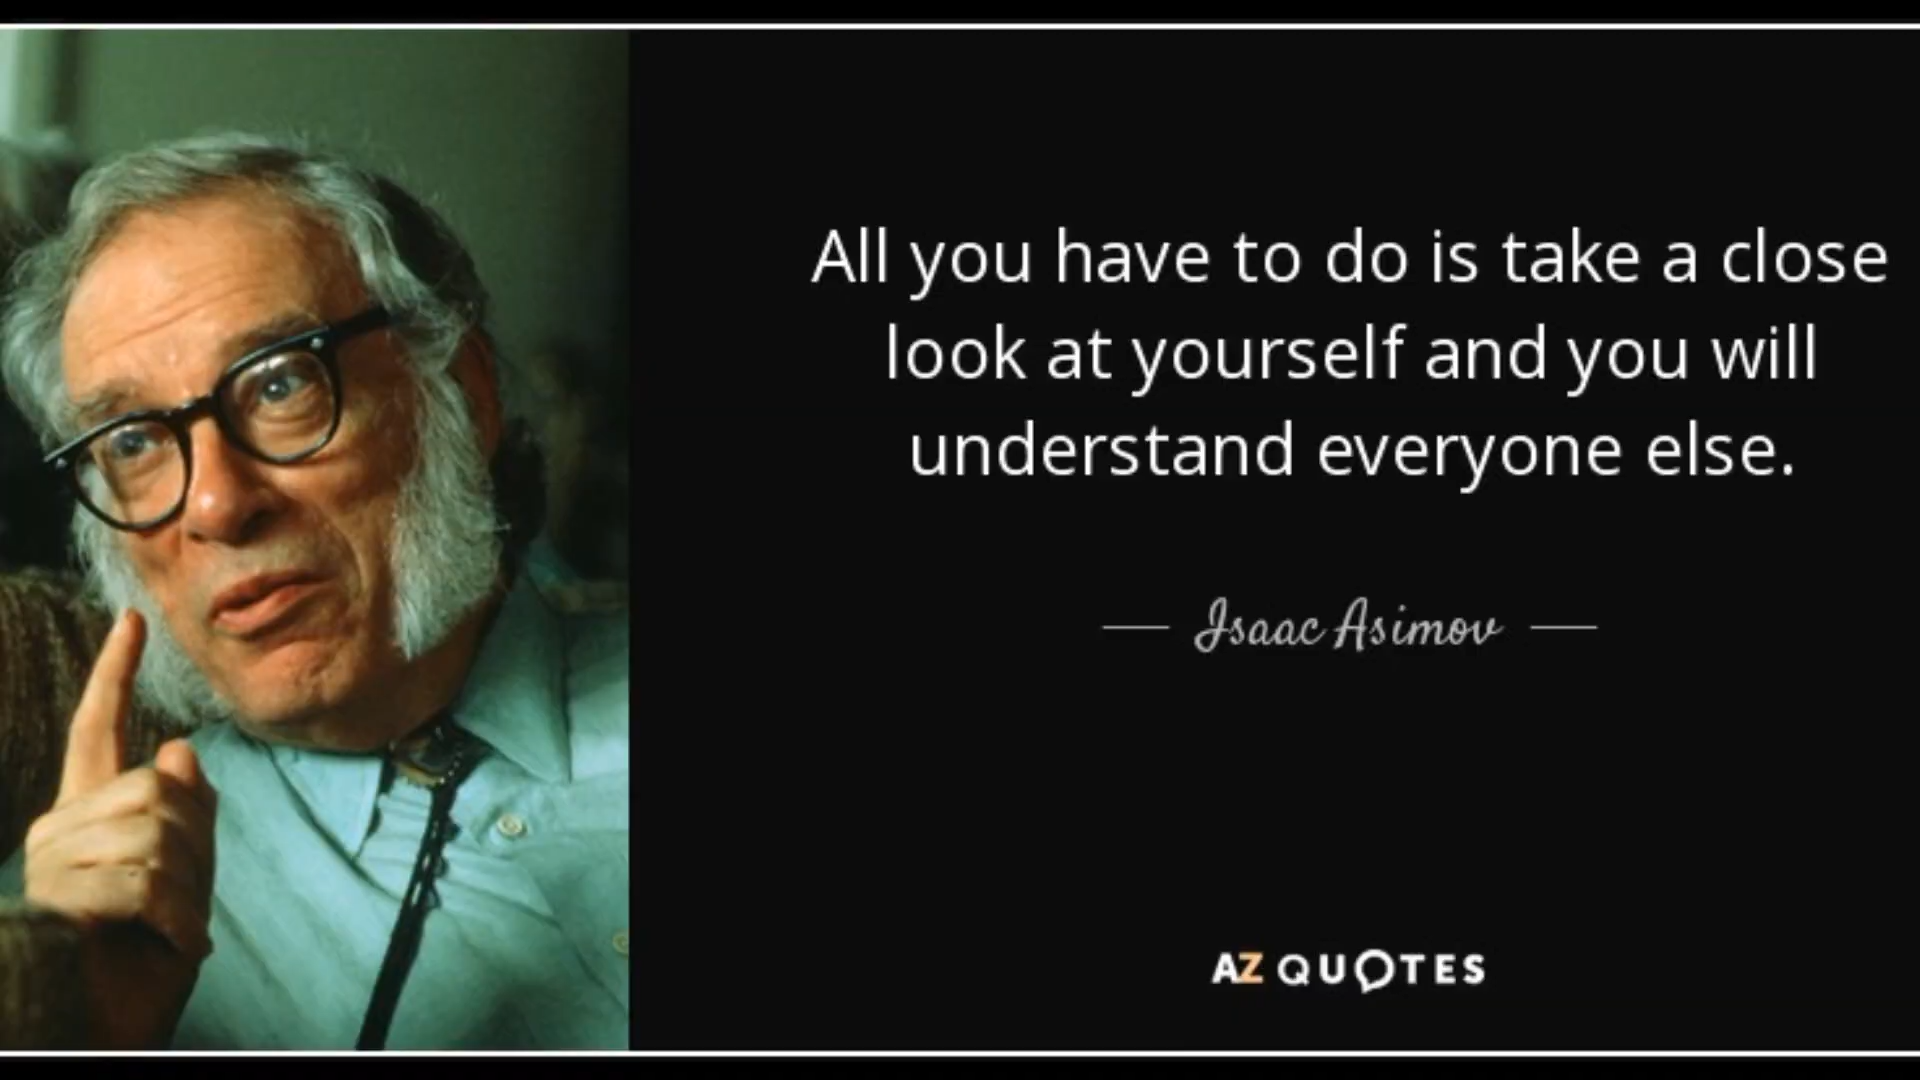 All you have to do is take a close
look at yourself and you will
understand everyone else.
— Isaac Asimov —
AZ QUOTES